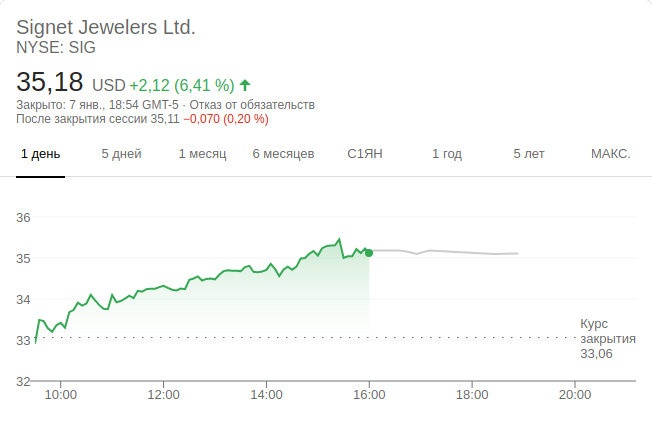 Signet Jewelers Ltd.
NYSE: SIG
35,18 USD +2,12 (6,41 %)
Закрыто: 7 янв., 18:54 GMT-5 · Отказ от обязательств
После закрытия сессии 35,11 −0,070 (0,20 %)
1 день 5 дней 1 месяц 6 месяцев С1ЯН 1 год 5 лет МАКС.
36
35
34
33
32
Курс
закрытия
33,06
10:00 12:00 14:00 16:00 18:00 20:00